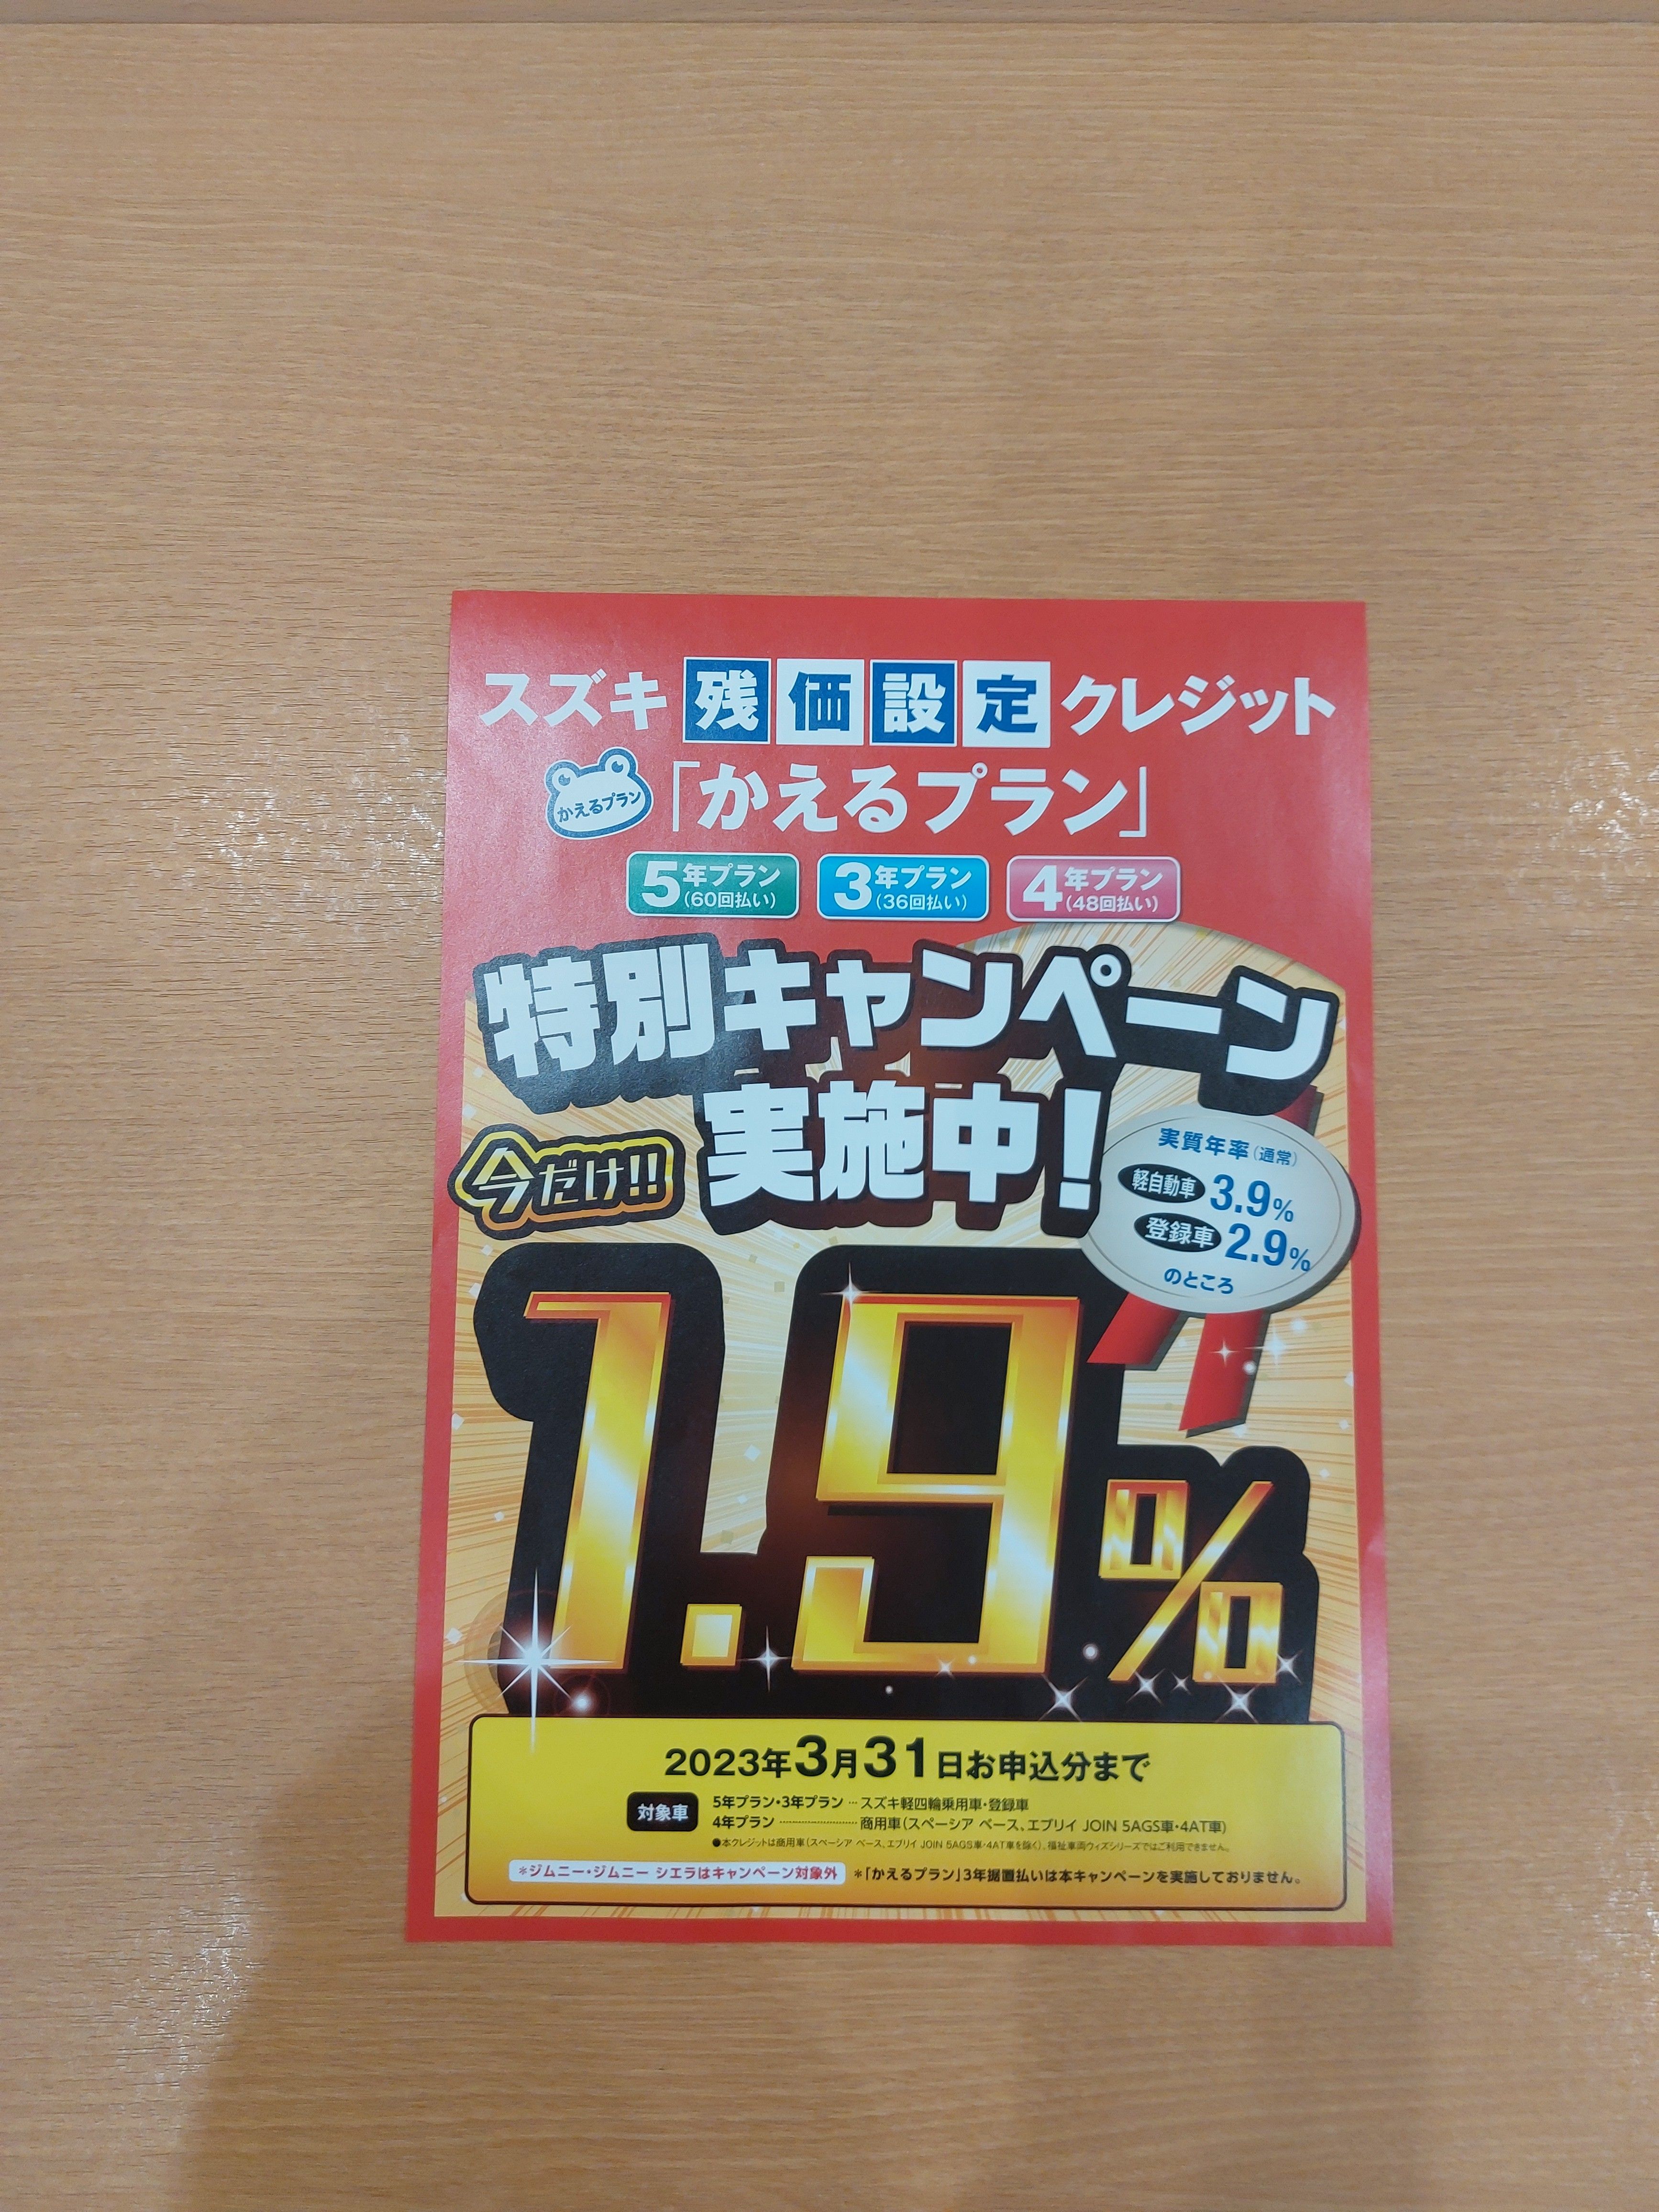 スズキ残価設定クレジット
かえるプラン
「かえるプラン」
5年プラン(60回払い)
3年プラン(36回払い)
4年プラン(48回払い)
特別キャンペーン
実施中!
今だけ!!
実質年率(通常)
軽自動車 3.9%
登録車 2.9%
のところ
1.9%
2023年3月31日お申込分まで
対象車
5年プラン・3年プラン…スズキ軽四輪乗用車・登録車
4年プラン…商用車(スペーシア ベース、エブリイ JOIN 5AGS車・4AT車)
●本クレジットは商用車(スペーシア ベース、エブリイ JOIN 5AGS車・4AT車を除く)、福祉車両ウィズシリーズではご利用できません。
*ジムニー・ジムニー シエラはキャンペーン対象外 *「かえるプラン」3年据置払いは本キャンペーンを実施しておりません。